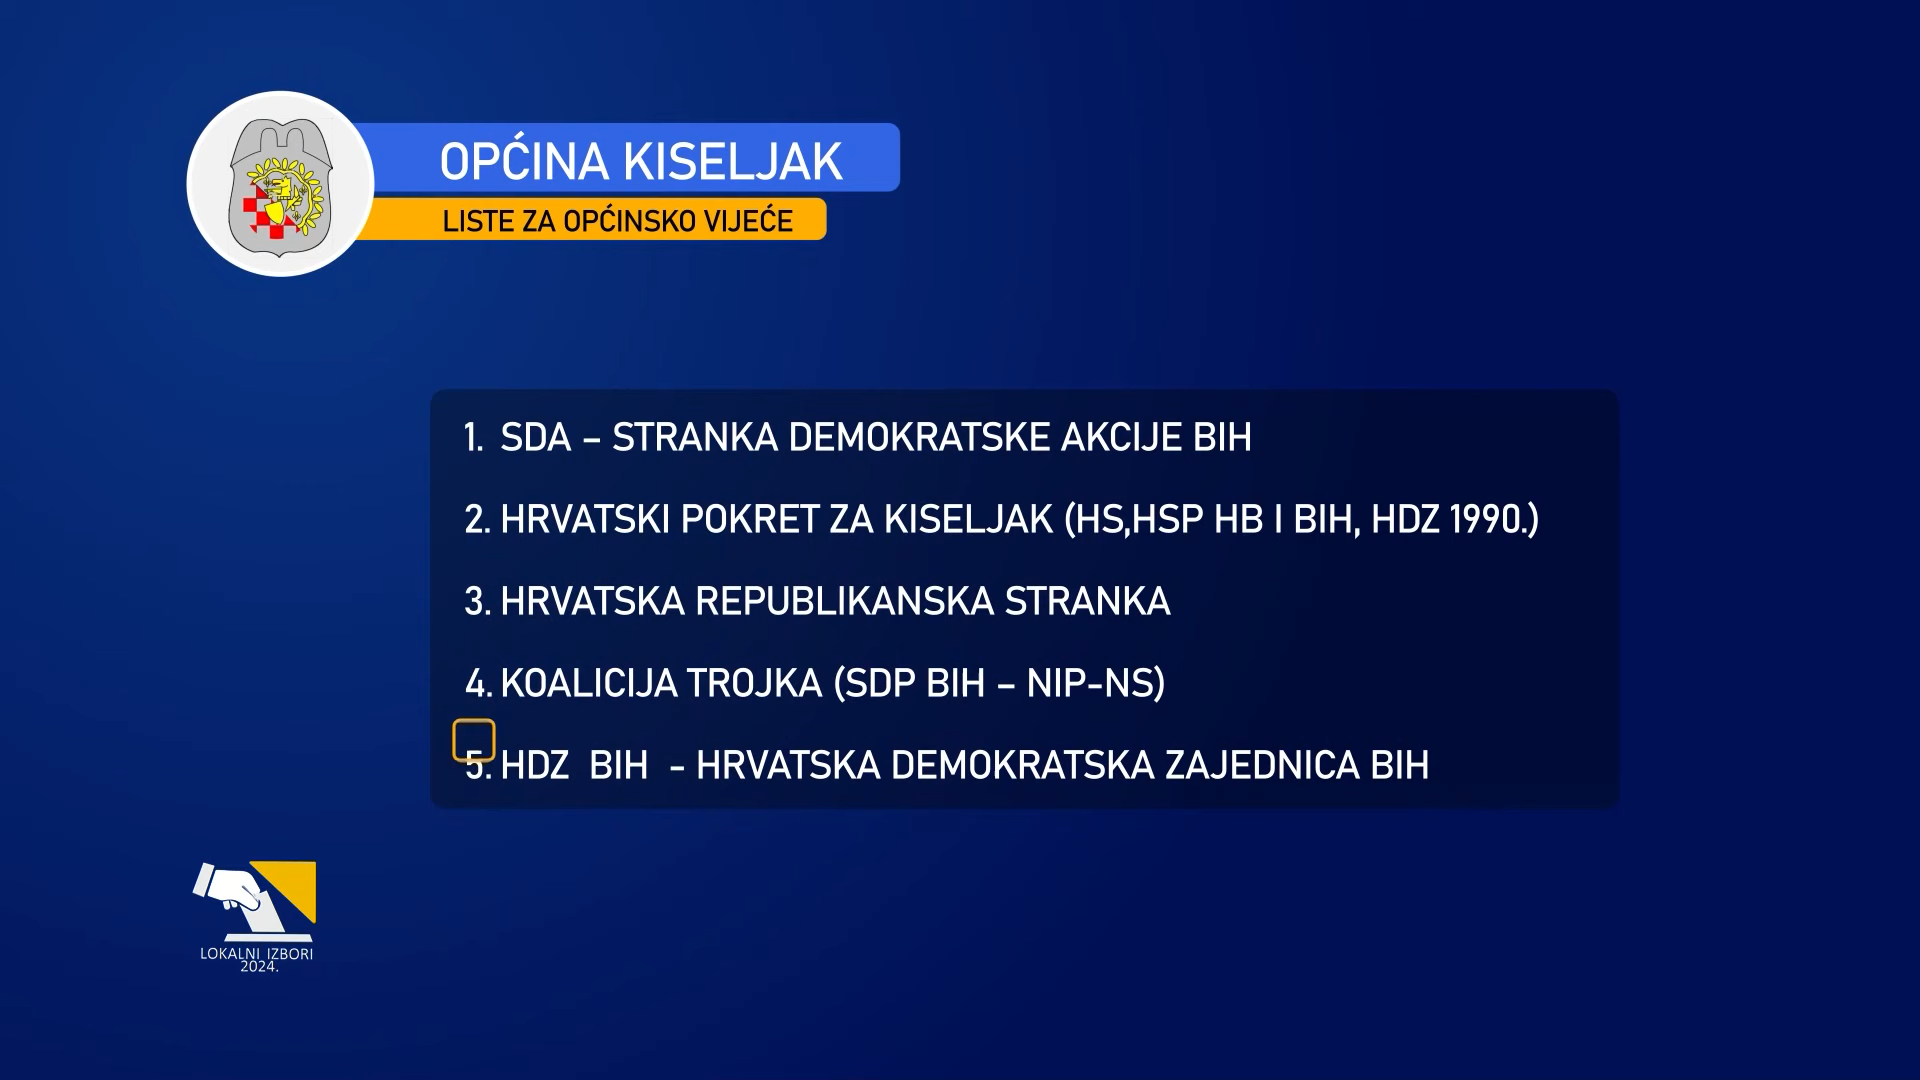 OPĆINA KISELJAK
LISTE ZA OPĆINSKO VIJEĆE
1. SDA – STRANKA DEMOKRATSKE AKCIJE BIH
2. HRVATSKI POKRET ZA KISELJAK (HS,HSP HB I BIH, HDZ 1990.)
3. HRVATSKA REPUBLIKANSKA STRANKA
4. KOALICIJA TROJKA (SDP BIH – NIP-NS)
5. HDZ BIH - HRVATSKA DEMOKRATSKA ZAJEDNICA BIH
LOKALNI IZBORI
2024.